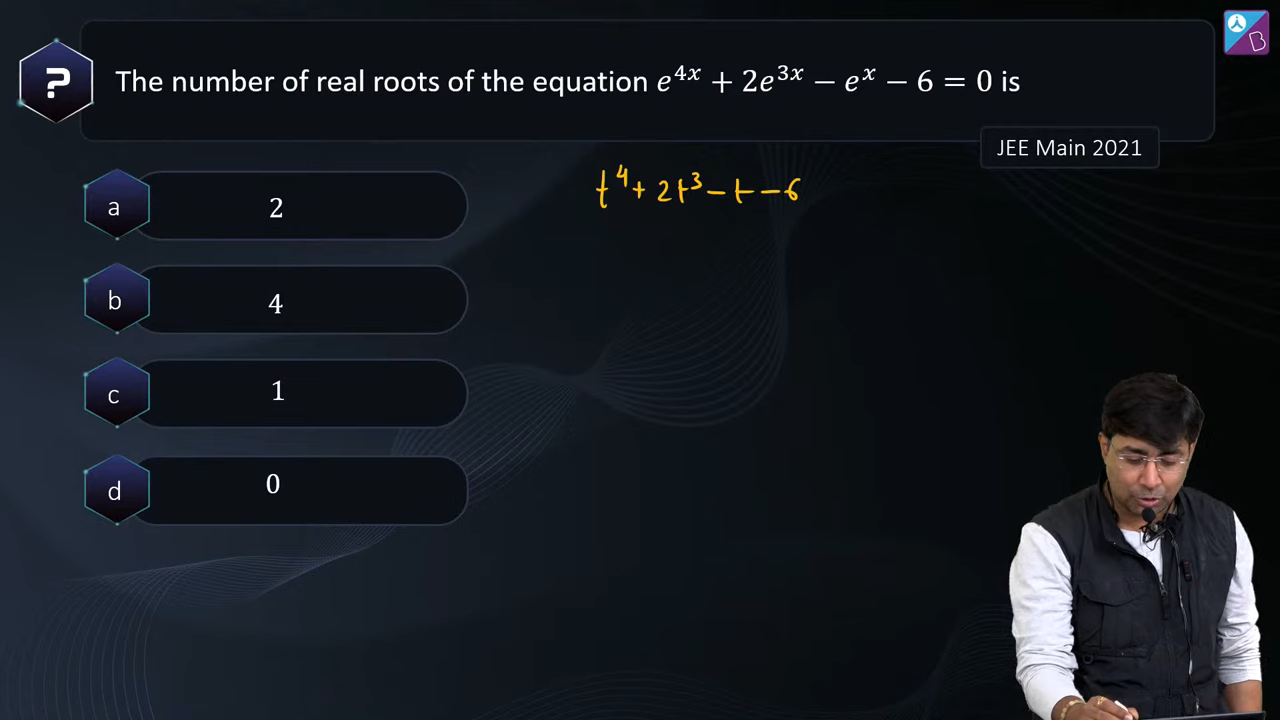 ?
The number of real roots of the equation e^{4x} + 2e^{3x} − e^x − 6 = 0 is
JEE Main 2021
t^4 + 2t^3 − t − 6
a 2
b 4
c 1
d 0
B